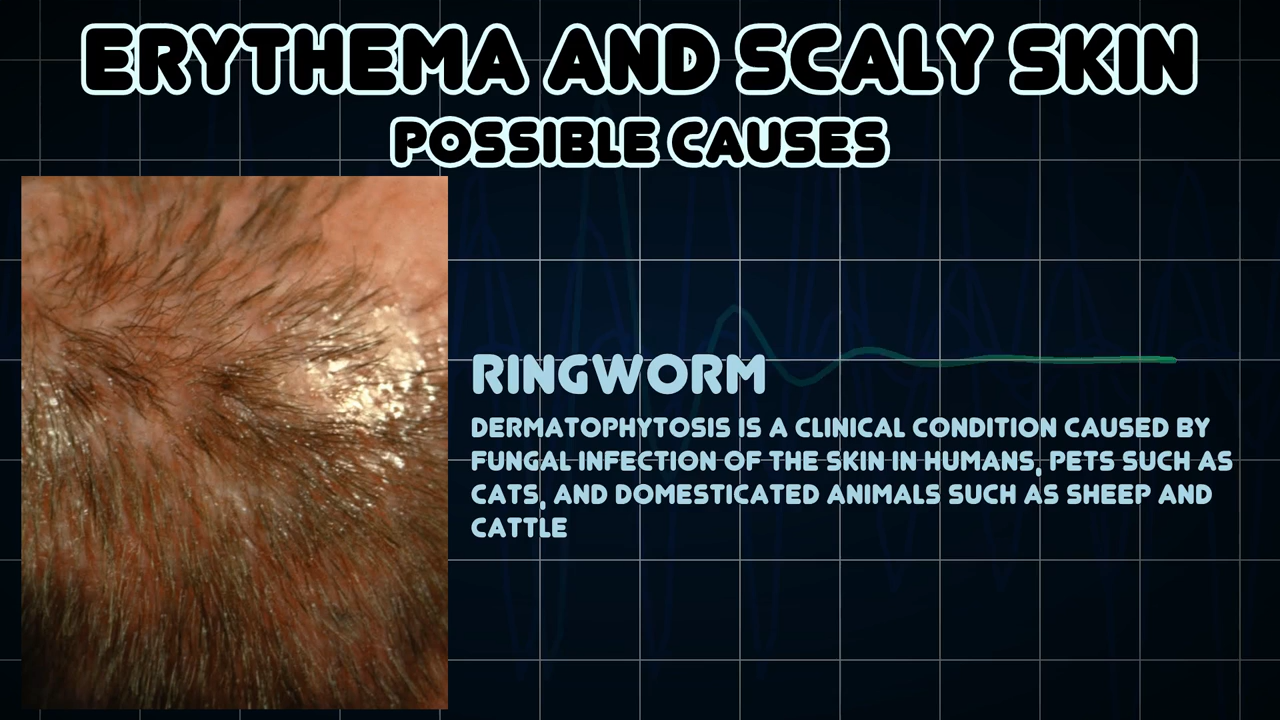 ERYTHEMA AND SCALY SKIN
POSSIBLE CAUSES
RINGWORM
DERMATOPHYTOSIS IS A CLINICAL CONDITION CAUSED BY
FUNGAL INFECTION OF THE SKIN IN HUMANS, PETS SUCH AS
CATS, AND DOMESTICATED ANIMALS SUCH AS SHEEP AND
CATTLE